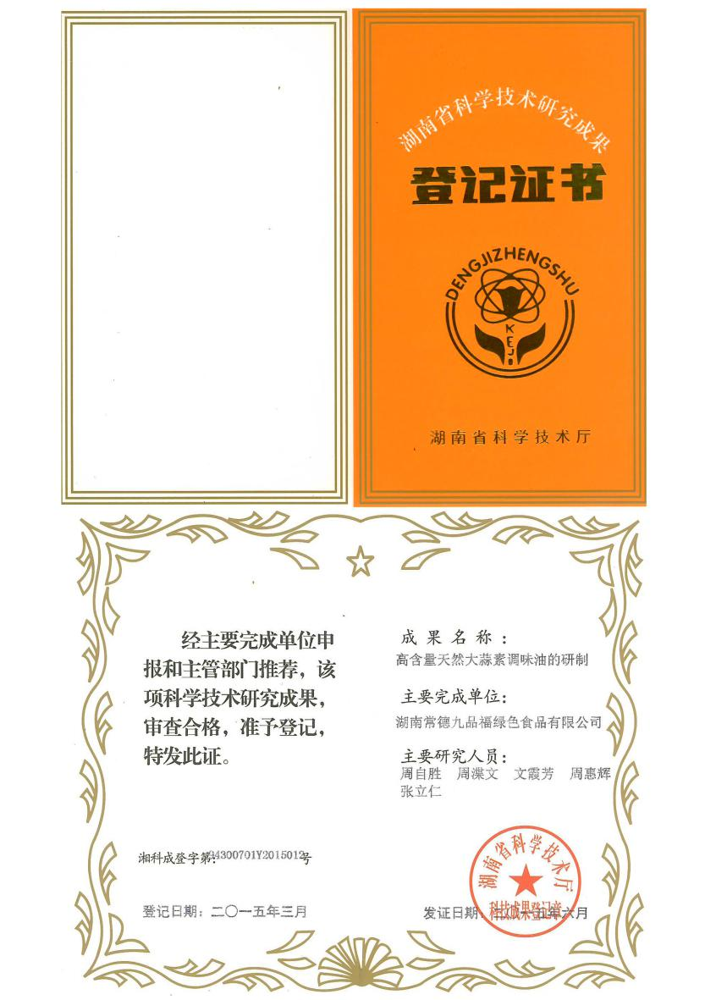 湖南省科学技术研究成果
登记证书
DENGJIZHENGSHU
KEJI
湖南省科学技术厅
经主要完成单位申
报和主管部门推荐，该
项科学技术研究成果，
审查合格，准予登记，
特发此证。
湘科成登字第：94300701Y2015012号
登记日期：二〇一五年三月
成果名称：
高含量天然大蒜素调味油的研制
主要完成单位：
湖南常德九品福绿色食品有限公司
主要研究人员：
周自胜 周灤文 文霞芳 周惠辉
张立仁
湖南省科学技术厅
科技成果登记章
发证日期：二〇一五年六月